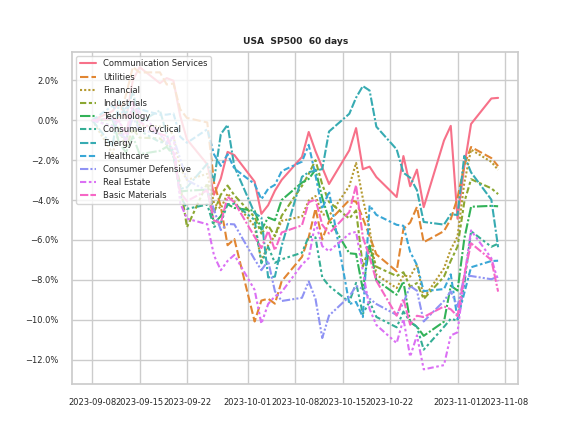 USA  SP500  60 days
Communication Services
Utilities
Financial
Industrials
Technology
Consumer Cyclical
Energy
Healthcare
Consumer Defensive
Real Estate
Basic Materials
2.0%
0.0%
−2.0%
−4.0%
−6.0%
−8.0%
−10.0%
−12.0%
2023-09-08 2023-09-15 2023-09-22 2023-10-01 2023-10-08 2023-10-15 2023-10-22 2023-11-01 2023-11-08